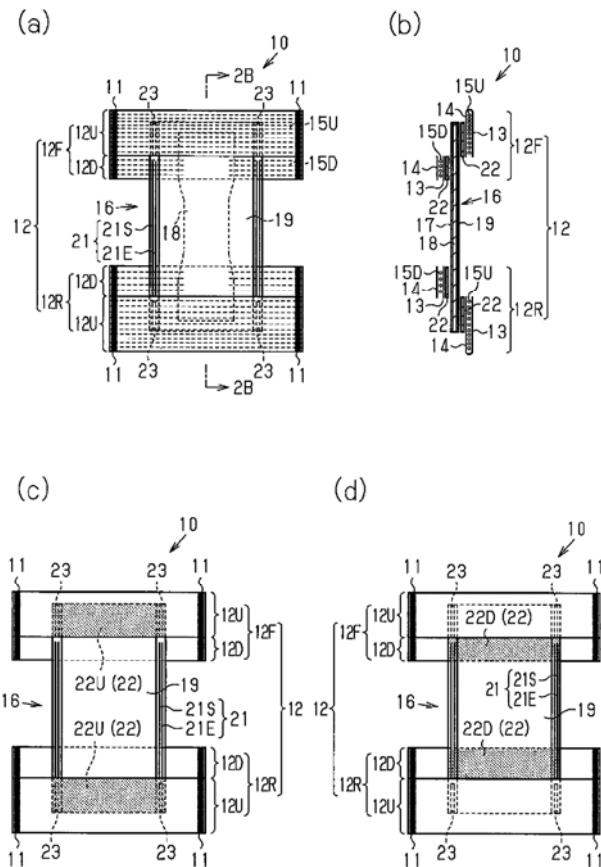 (a)
10
11 23 2B 23 11
12U 15U
12F
12D 15D
16 19
12 21 21S 18
21E
12D
12R
12U
11 23 2B 23 11
(b)
10
15U
14
15D 13
14 12F
13 22
22 16
17 19 12
18
15D 15U
14 22 12R
13
22 13
14
(c)
10
11 23 23 11
12U
12F
12D
22U (22) 19
16 21S 21 12
22U (22) 21E
12D
12R
12U
11 23 23 11
(d)
10
11 23 23 11
12U 22D (22)
12F
12D
16 21 21S
21E 19
12 22D (22)
12D
12R
12U
11 23 23 11